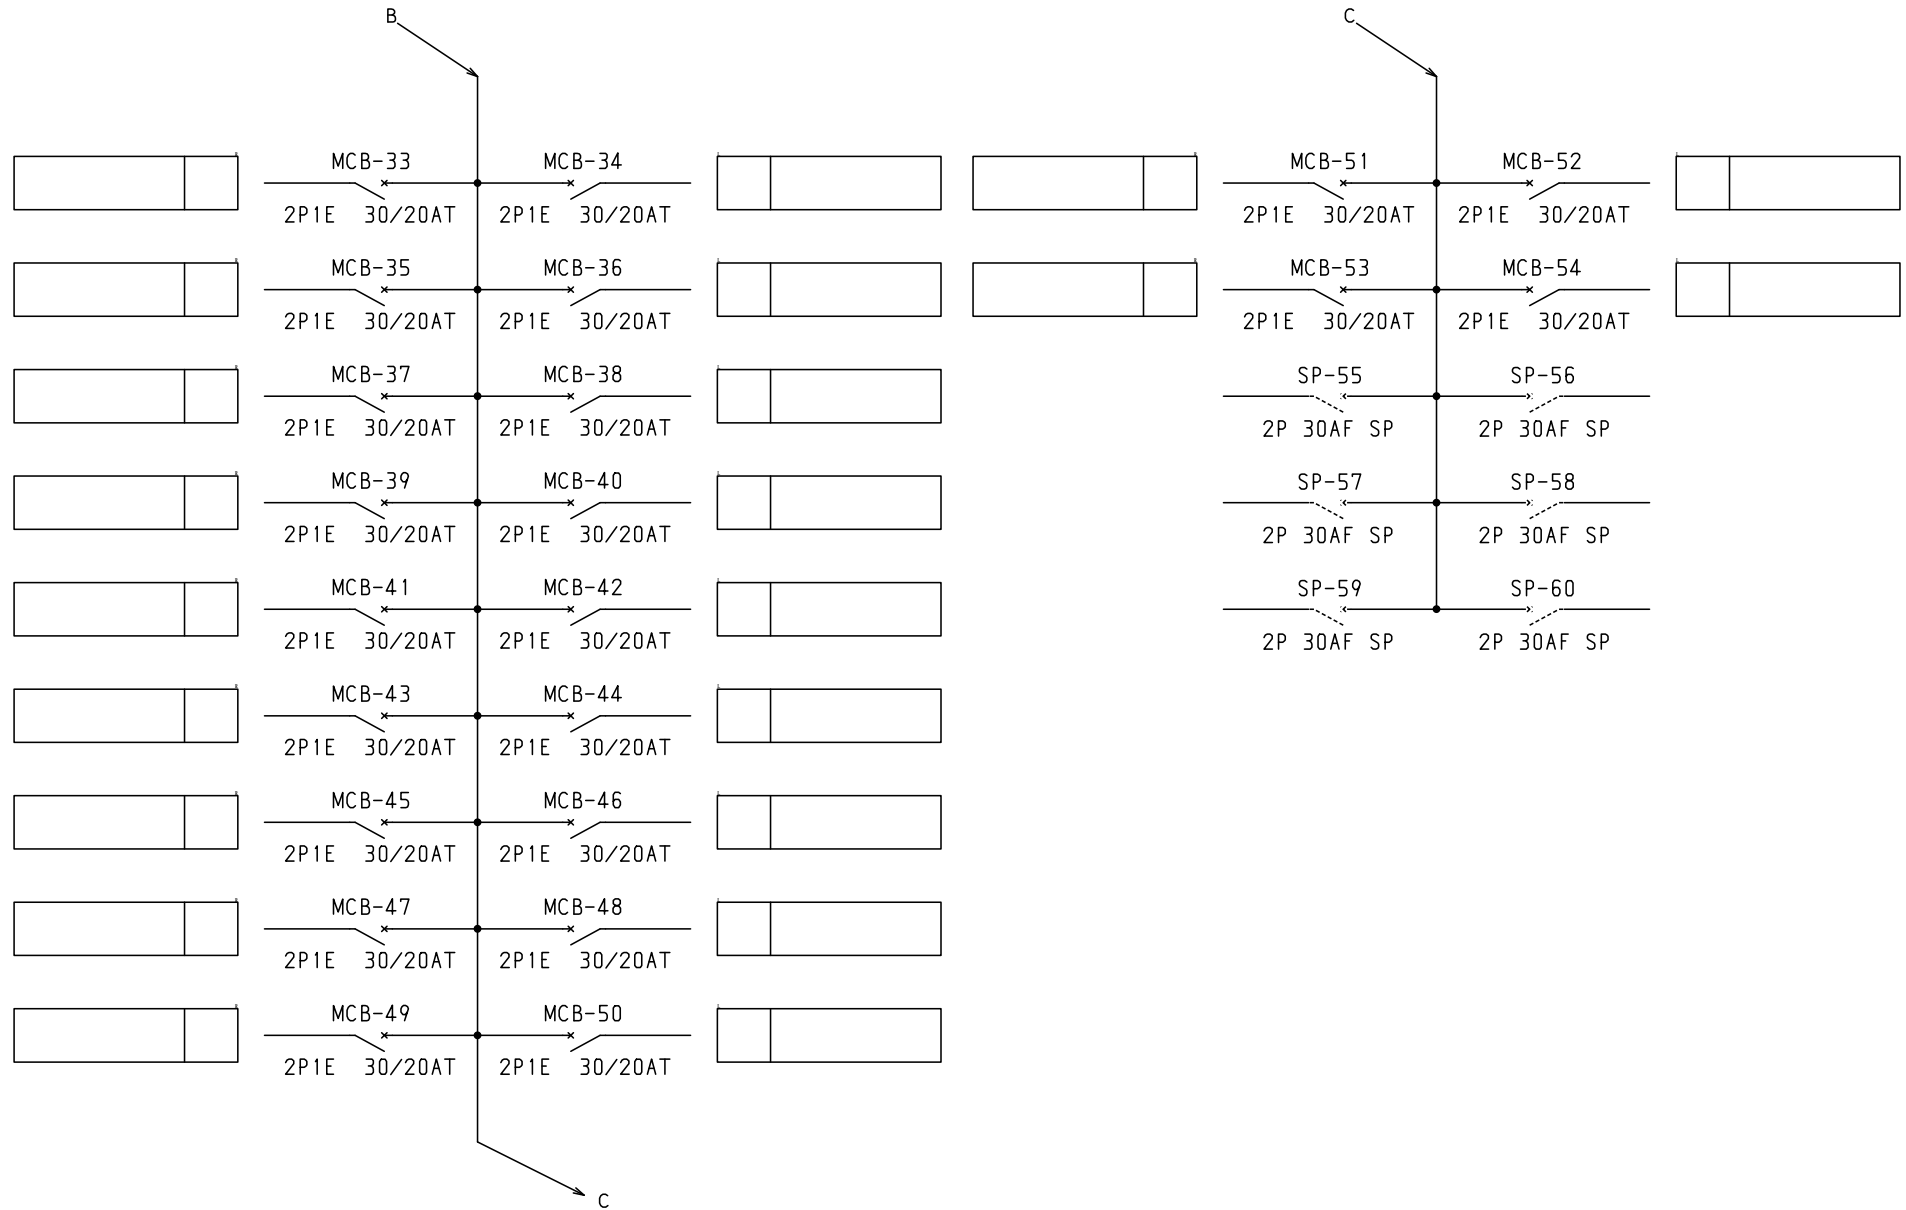 B
MCB-33 MCB-34
2P1E 30/20AT 2P1E 30/20AT
MCB-35 MCB-36
2P1E 30/20AT 2P1E 30/20AT
MCB-37 MCB-38
2P1E 30/20AT 2P1E 30/20AT
MCB-39 MCB-40
2P1E 30/20AT 2P1E 30/20AT
MCB-41 MCB-42
2P1E 30/20AT 2P1E 30/20AT
MCB-43 MCB-44
2P1E 30/20AT 2P1E 30/20AT
MCB-45 MCB-46
2P1E 30/20AT 2P1E 30/20AT
MCB-47 MCB-48
2P1E 30/20AT 2P1E 30/20AT
MCB-49 MCB-50
2P1E 30/20AT 2P1E 30/20AT
C
C
MCB-51 MCB-52
2P1E 30/20AT 2P1E 30/20AT
MCB-53 MCB-54
2P1E 30/20AT 2P1E 30/20AT
SP-55 SP-56
2P 30AF SP 2P 30AF SP
SP-57 SP-58
2P 30AF SP 2P 30AF SP
SP-59 SP-60
2P 30AF SP 2P 30AF SP